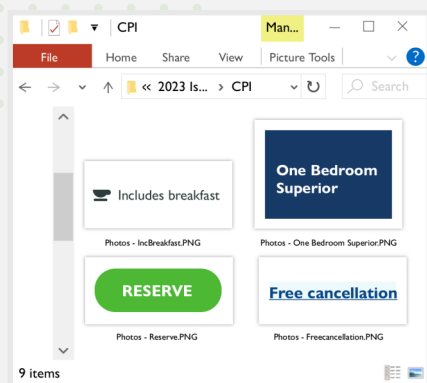 CPI
Man...
File
Home
Share
View
Picture Tools
?
« 2023 Is... › CPI
Search
Includes breakfast
One Bedroom
Superior
Photos - IncBreakfast.PNG
Photos - One Bedroom Superior.PNG
RESERVE
Free cancellation
Photos - Reserve.PNG
Photos - Freecancellation.PNG
9 items